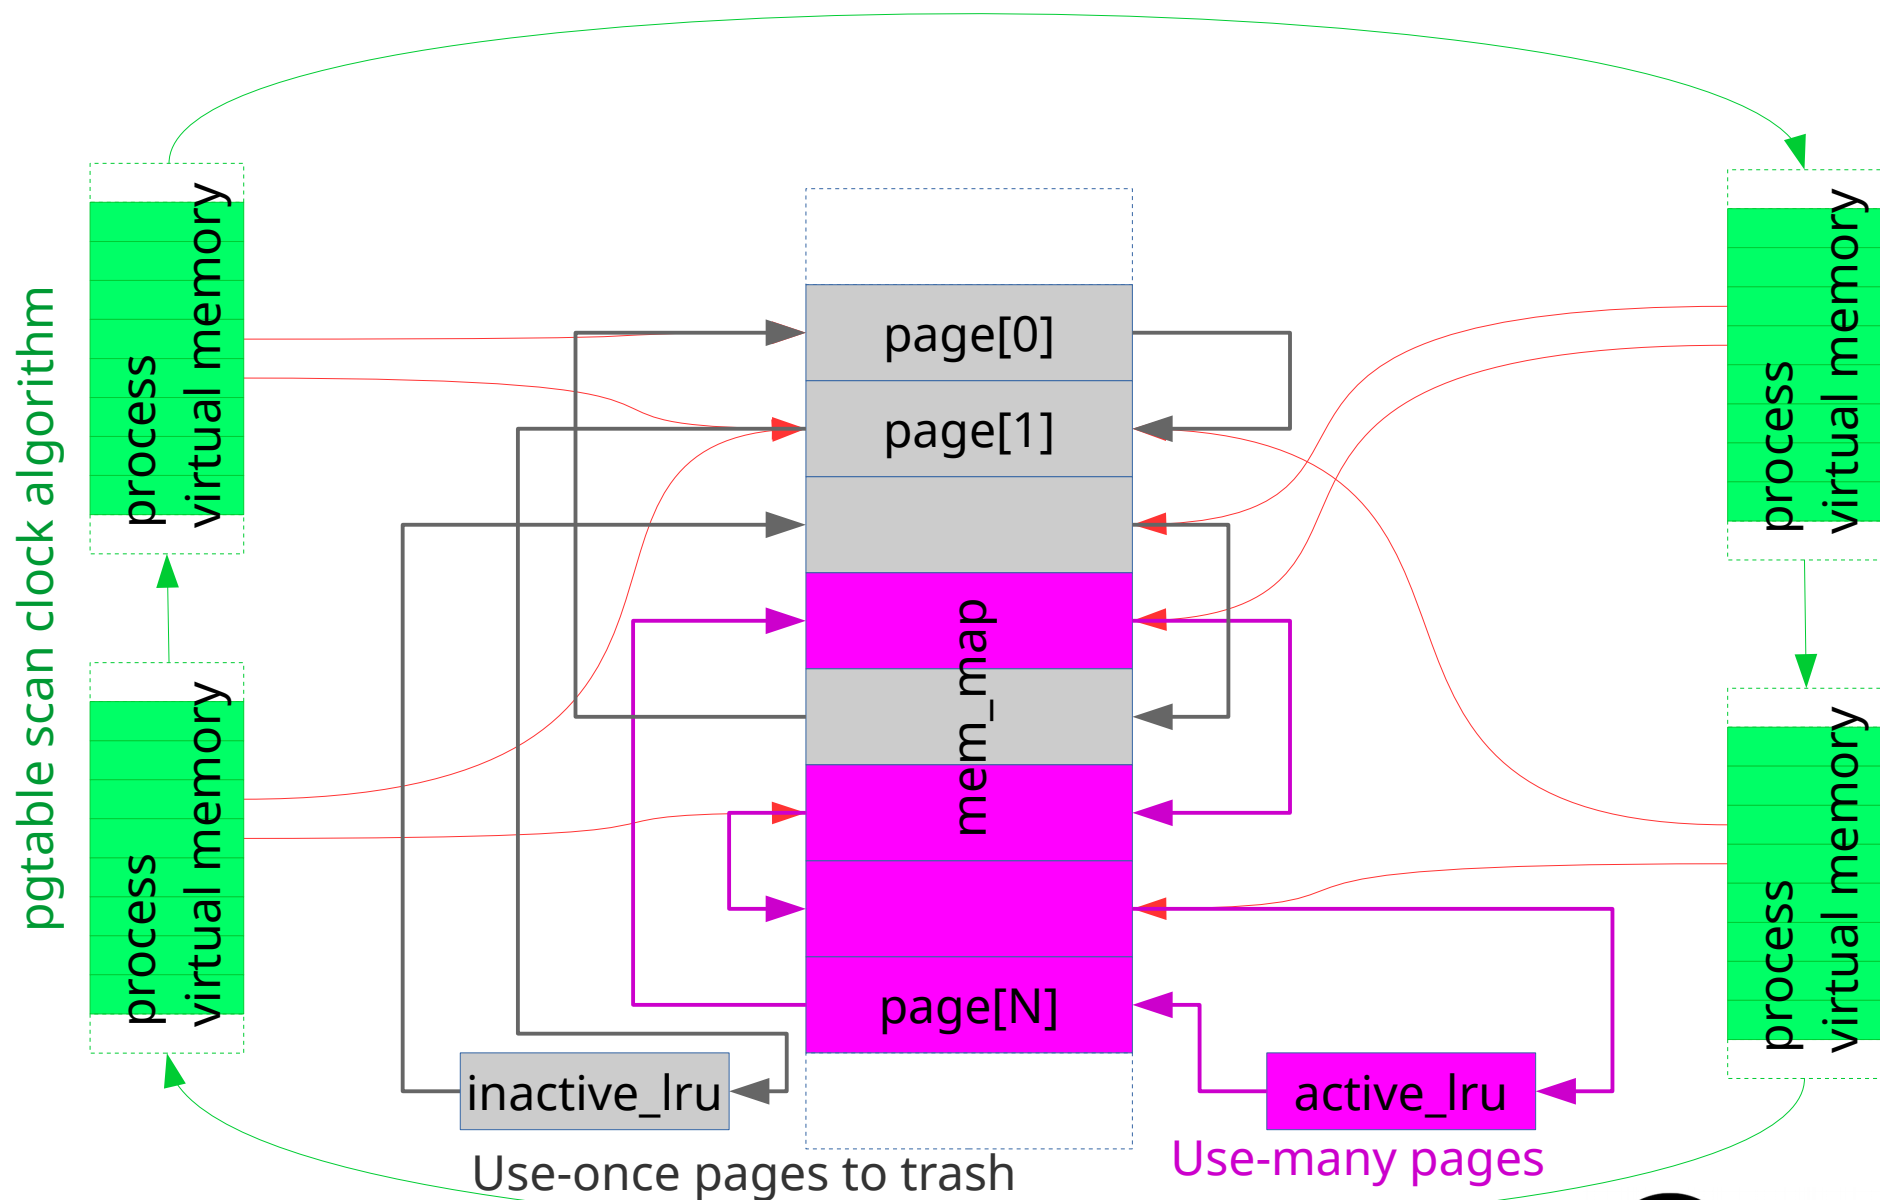 pgtable scan clock algorithm
process
virtual memory
process
virtual memory
page[0]
page[1]
mem_map
page[N]
process
virtual memory
process
virtual memory
inactive_lru
active_lru
Use-once pages to trash
Use-many pages